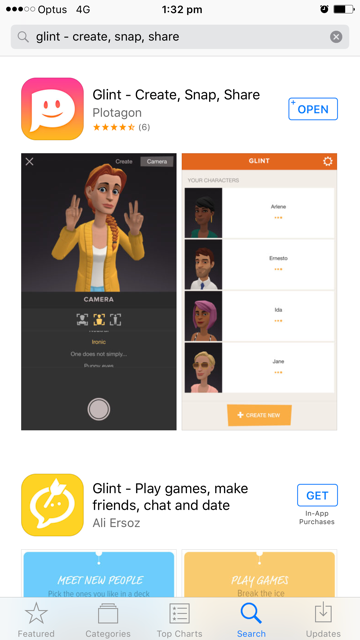 Optus 4G 1:32 pm
glint - create, snap, share
Glint - Create, Snap, Share
Plotagon
(6)
OPEN
Create Camera
CAMERA
Ironic
One does not simply...
GLINT
YOUR CHARACTERS
Arlene
Ernesto
Ida
Jane
+ CREATE NEW
Glint - Play games, make
friends, chat and date
Ali Ersoz
GET
In-App
Purchases
MEET NEW PEOPLE
Pick the ones you like in a deck
PLAY GAMES
Break the ice
Featured Categories Top Charts Search Updates